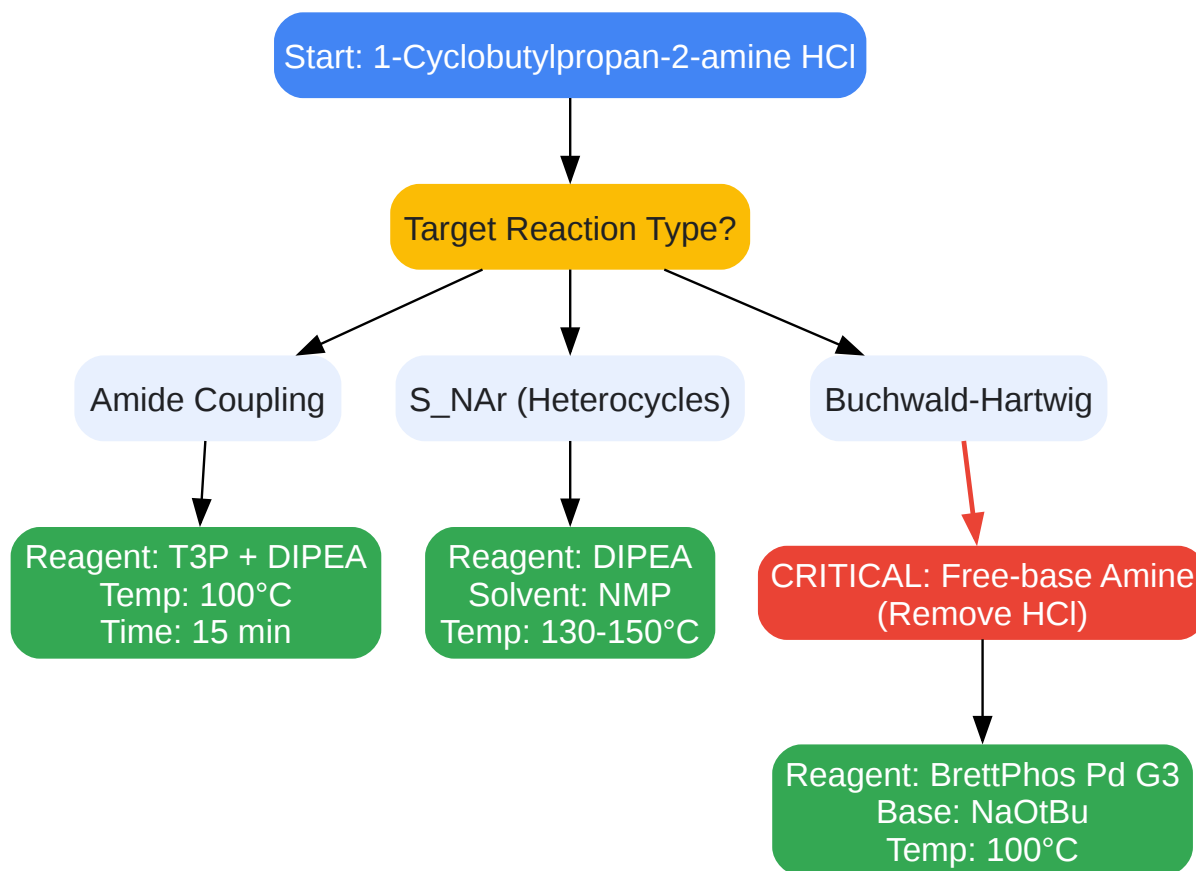 Start: 1-Cyclobutylpropan-2-amine HCl
Target Reaction Type?
Amide Coupling
S_NAr (Heterocycles)
Buchwald-Hartwig
Reagent: T3P + DIPEA
Temp: 100°C
Time: 15 min
Reagent: DIPEA
Solvent: NMP
Temp: 130-150°C
CRITICAL: Free-base Amine
(Remove HCl)
Reagent: BrettPhos Pd G3
Base: NaOtBu
Temp: 100°C